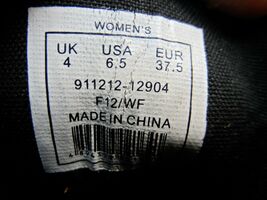 WOMEN'S
UK USA EUR
4 6.5 37.5
911212-12904
F12/WF
MADE IN CHINA